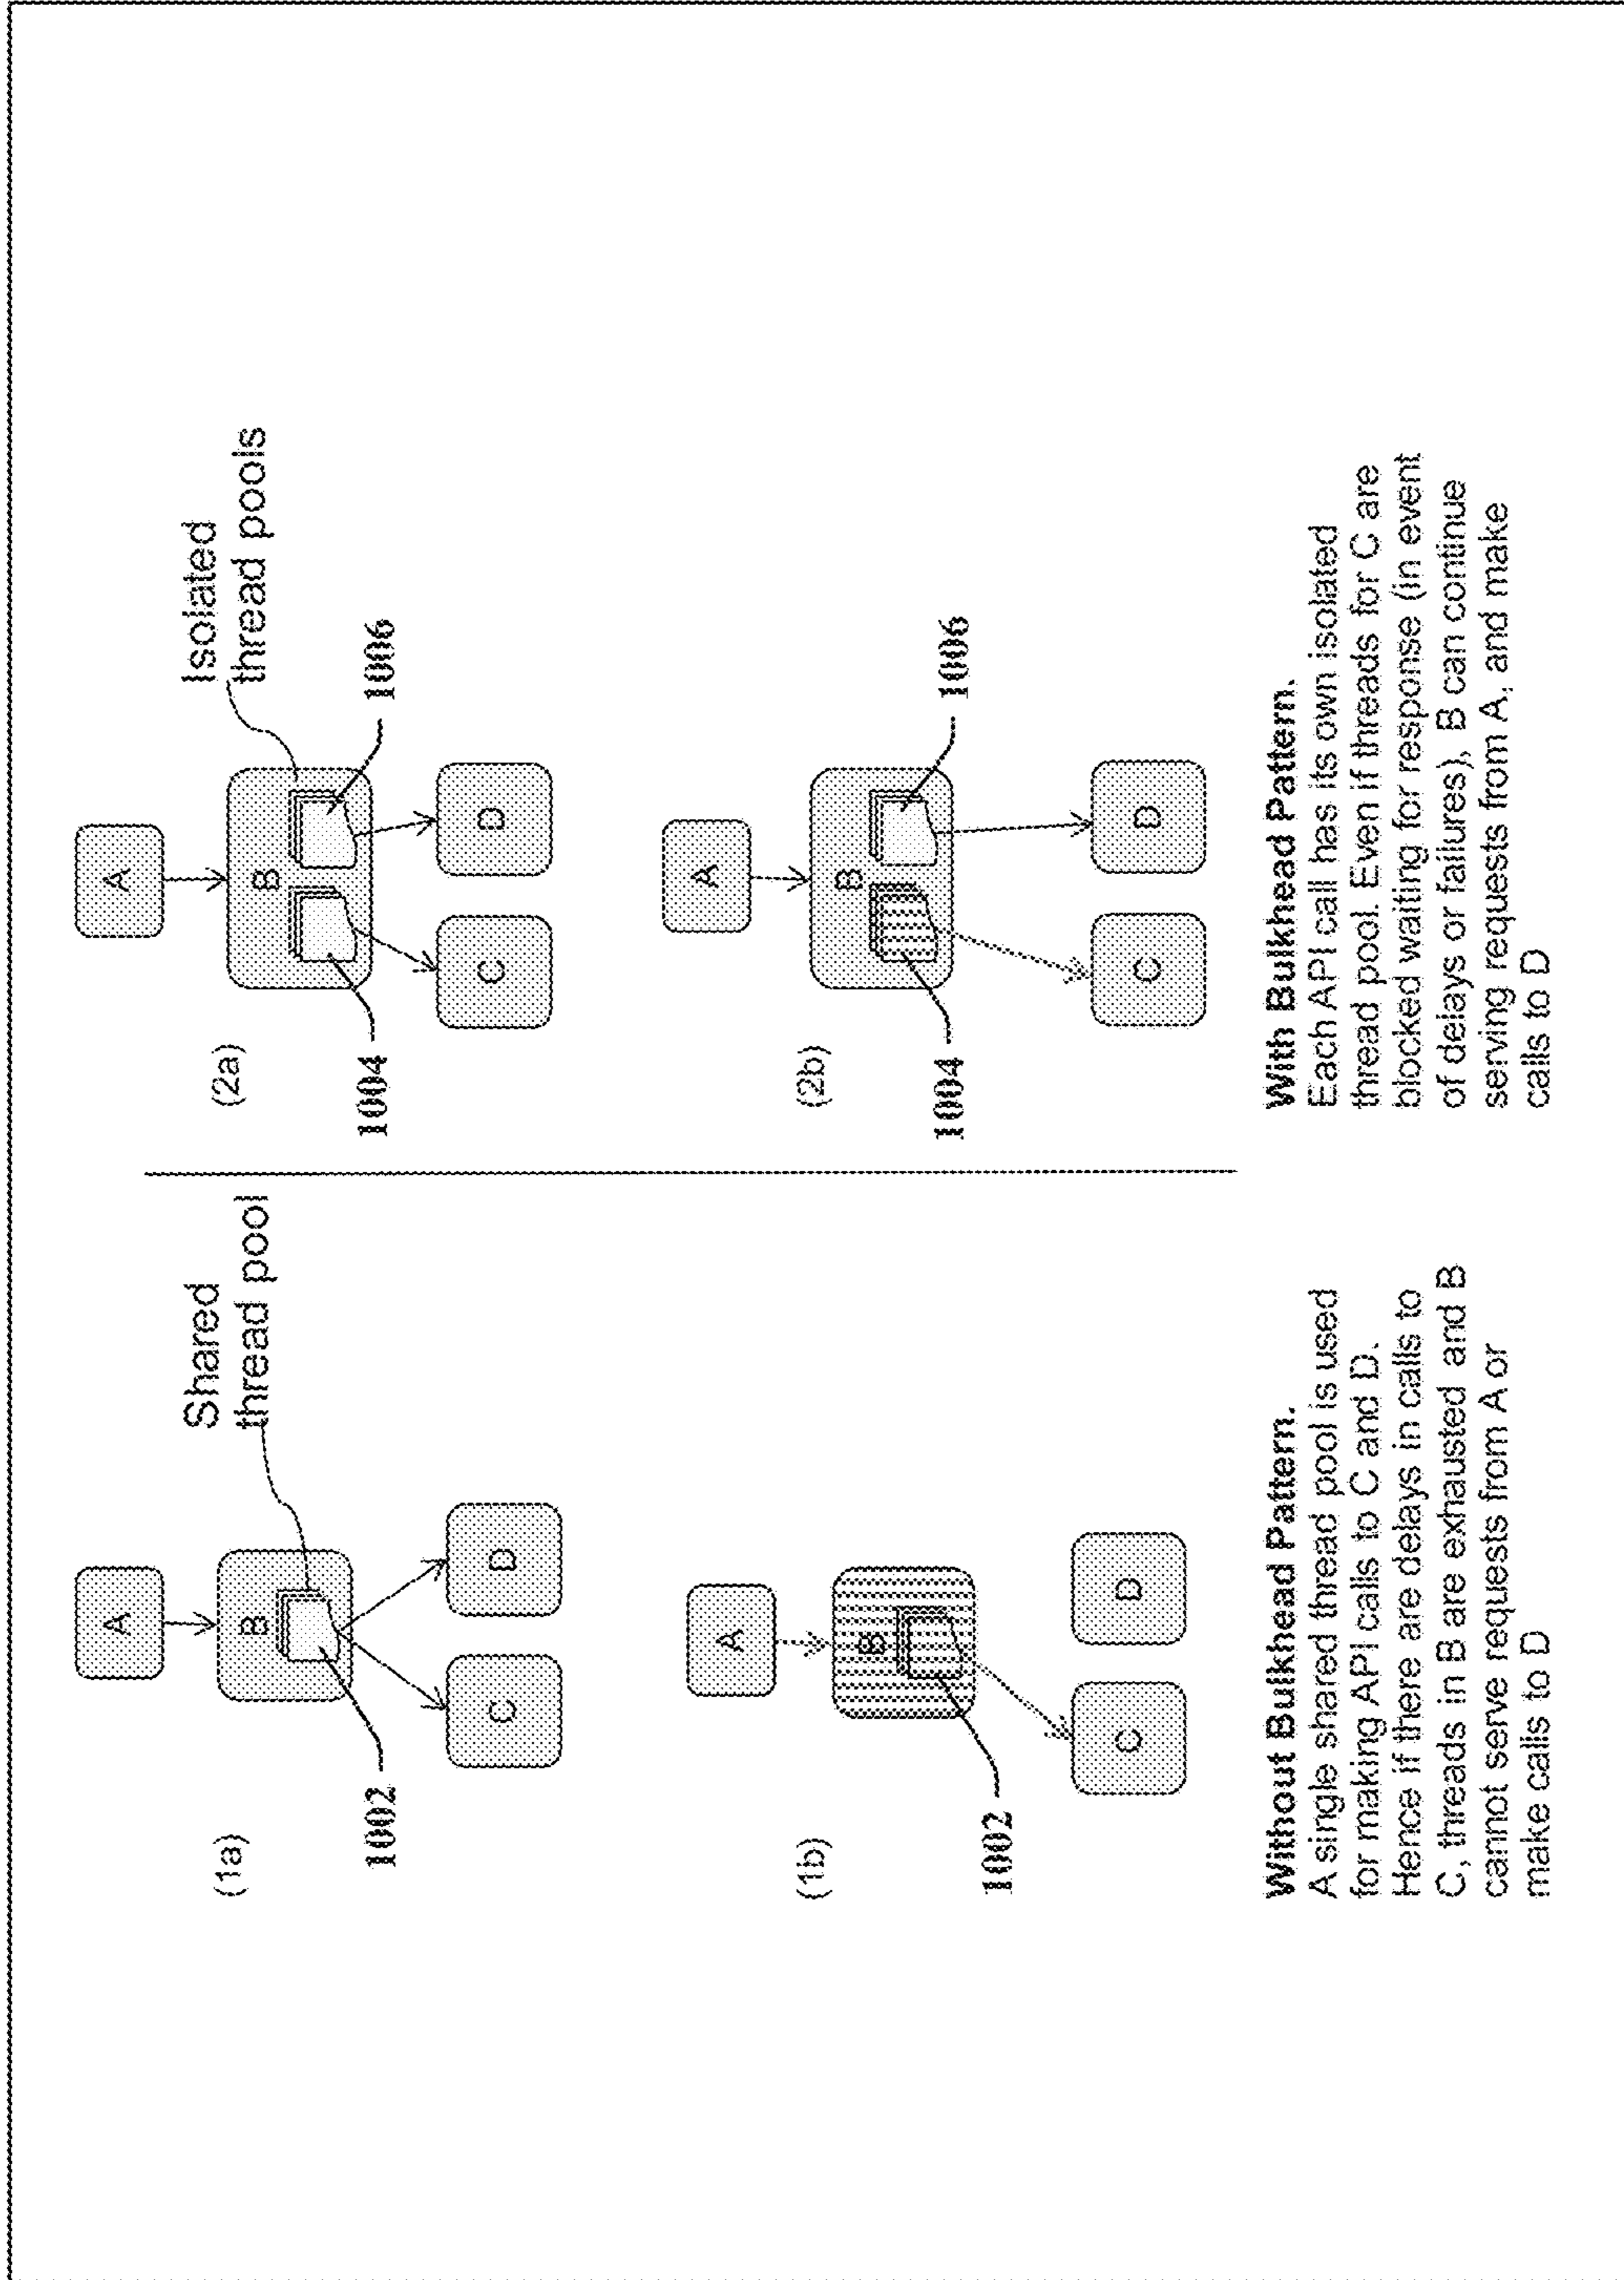 Shared
thread pool
(1a)
A
B
C
D
1002
(1b)
A
B
C
D
1002
Without Bulkhead Pattern.
A single shared thread pool is used
for making API calls to C and D.
Hence if there are delays in calls to
C, threads in B are exhausted and B
cannot serve requests from A or
make calls to D
Isolated
thread pools
(2a)
A
B
C
D
1004
1006
(2b)
A
B
C
D
1004
1006
With Bulkhead Pattern.
Each API call has its own isolated
thread pool. Even if threads for C are
blocked waiting for response (in event
of delays or failures), B can continue
serving requests from A, and make
calls to D